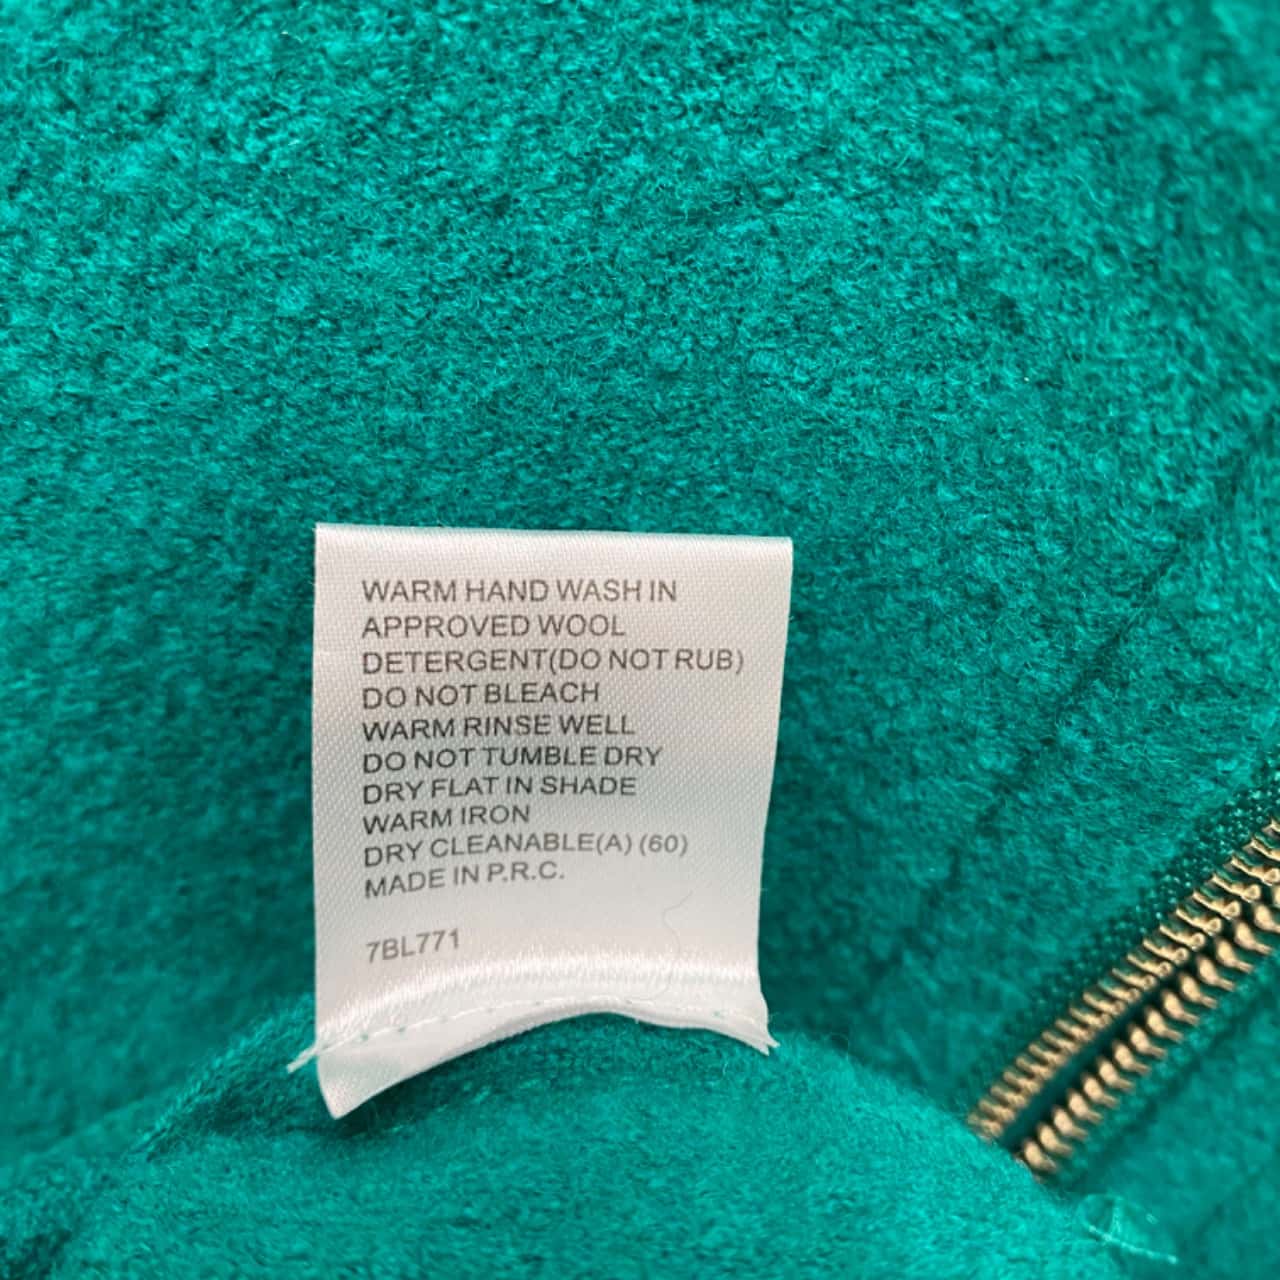 WARM HAND WASH IN
APPROVED WOOL
DETERGENT(DO NOT RUB)
DO NOT BLEACH
WARM RINSE WELL
DO NOT TUMBLE DRY
DRY FLAT IN SHADE
WARM IRON
DRY CLEANABLE(A) (60)
MADE IN P.R.C.
7BL771